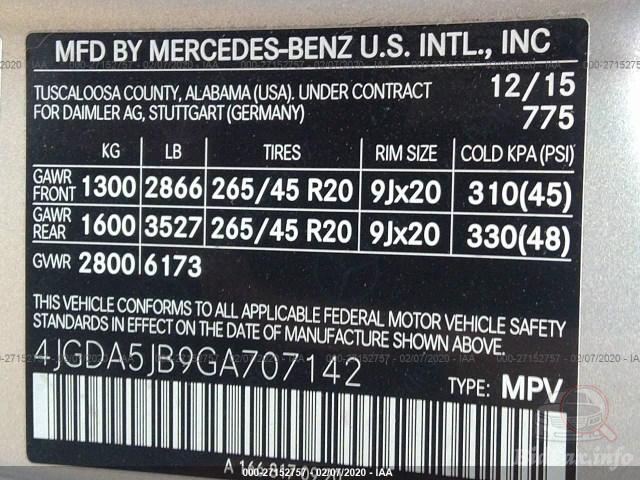 MFD BY MERCEDES-BENZ U.S. INTL., INC
TUSCALOOSA COUNTY, ALABAMA (USA). UNDER CONTRACT 12/15
FOR DAIMLER AG, STUTTGART (GERMANY) 775
KG LB TIRES RIM SIZE COLD KPA (PSI)
GAWR FRONT 1300 2866 265/45 R20 9Jx20 310(45)
GAWR REAR 1600 3527 265/45 R20 9Jx20 330(48)
GVWR 2800 6173
THIS VEHICLE CONFORMS TO ALL APPLICABLE FEDERAL MOTOR VEHICLE SAFETY
STANDARDS IN EFFECT ON THE DATE OF MANUFACTURE SHOWN ABOVE.
4JGDA5JB9GA707142
TYPE: MPV
A 166 817
000-27152757 - 02/07/2020 - IAA
BidCar.info